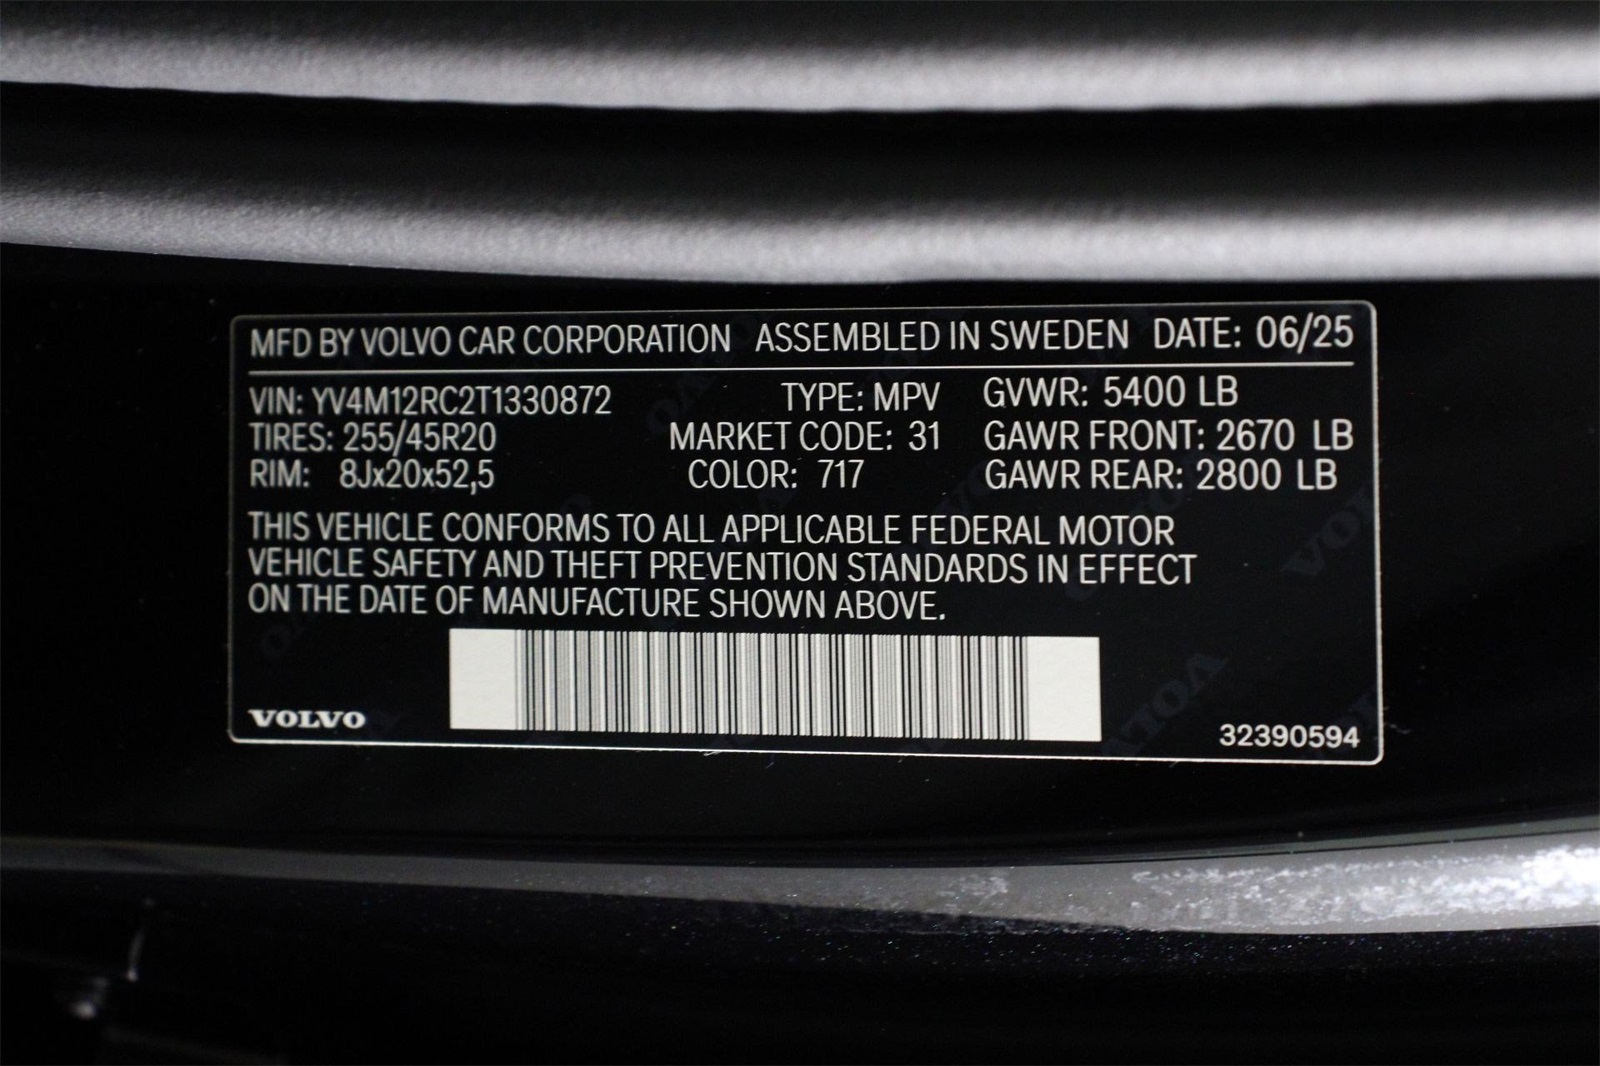 MFD BY VOLVO CAR CORPORATION ASSEMBLED IN SWEDEN DATE: 06/25
VIN: YV4M12RC2T1330872 TYPE: MPV GVWR: 5400 LB
TIRES: 255/45R20 MARKET CODE: 31 GAWR FRONT: 2670 LB
RIM: 8Jx20x52,5 COLOR: 717 GAWR REAR: 2800 LB
THIS VEHICLE CONFORMS TO ALL APPLICABLE FEDERAL MOTOR
VEHICLE SAFETY AND THEFT PREVENTION STANDARDS IN EFFECT
ON THE DATE OF MANUFACTURE SHOWN ABOVE.
VOLVO 32390594